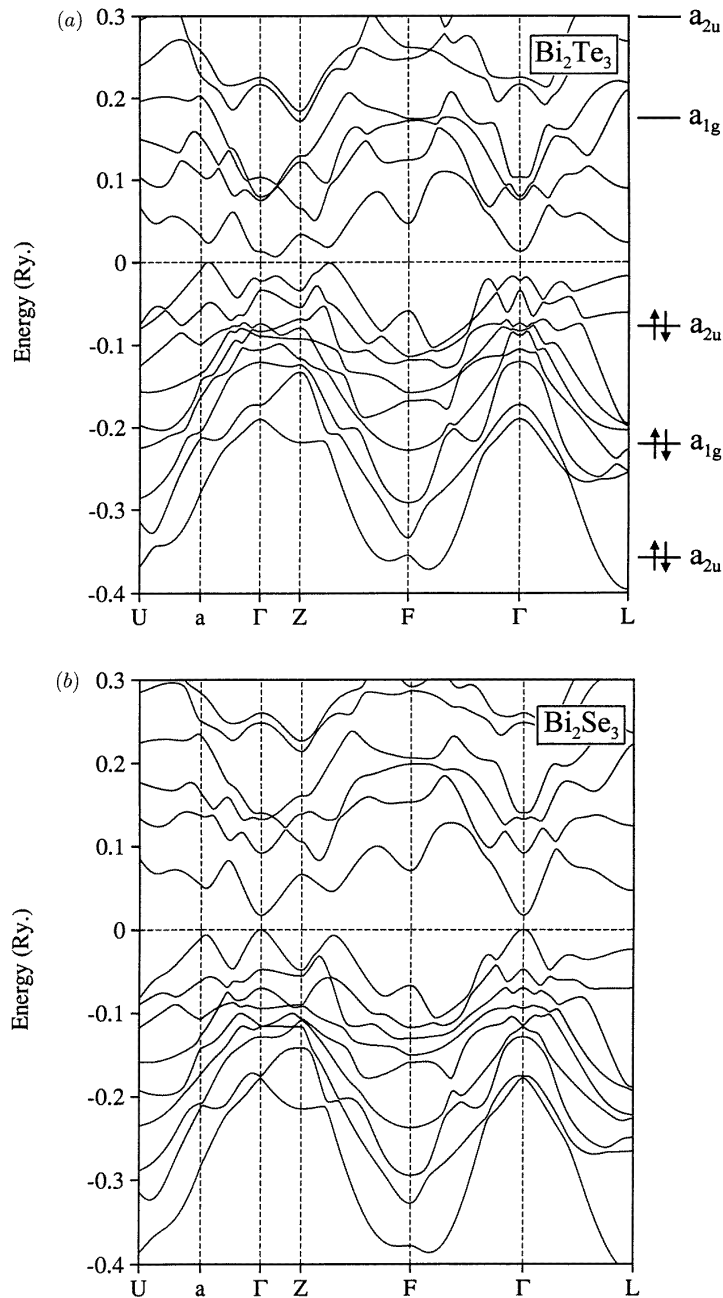 (a)
Bi2Te3
Energy (Ry.)
0.3
0.2
0.1
0
-0.1
-0.2
-0.3
-0.4
U a Γ Z F Γ L
a2u
a1g
a2u
a1g
a2u
(b)
Bi2Se3
Energy (Ry.)
0.3
0.2
0.1
0
-0.1
-0.2
-0.3
-0.4
U a Γ Z F Γ L